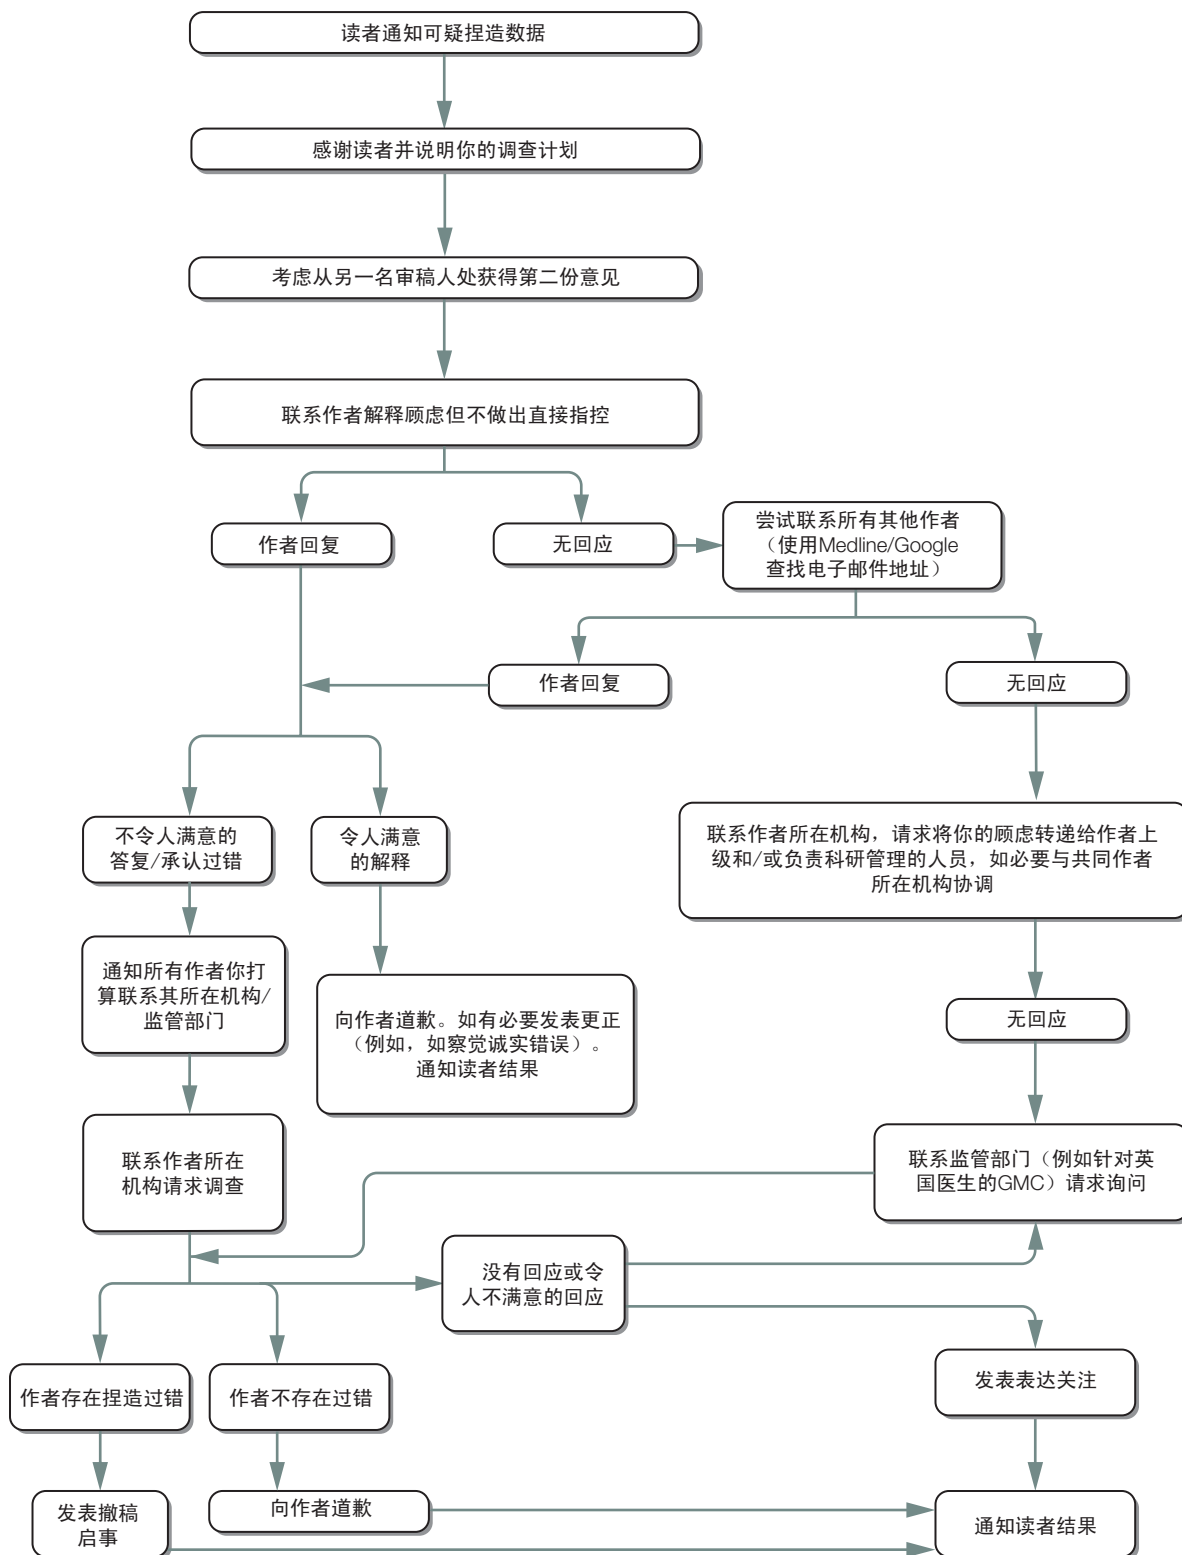 读者通知可疑捏造数据
感谢读者并说明你的调查计划
考虑从另一名审稿人处获得第二份意见
联系作者解释顾虑但不做出直接指控
作者回复
无回应
尝试联系所有其他作者
（使用Medline/Google
查找电子邮件地址）
作者回复
无回应
不令人满意的
答复/承认过错
令人满意
的解释
联系作者所在机构，请求将你的顾虑转递给作者上
级和/或负责科研管理的人员，如必要与共同作者
所在机构协调
通知所有作者你打
算联系其所在机构/
监管部门
向作者道歉。如有必要发表更正
（例如，如察觉诚实错误）。
通知读者结果
无回应
联系作者所在
机构请求调查
联系监管部门（例如针对英
国医生的GMC）请求询问
没有回应或令
人不满意的回应
作者存在捏造过错
作者不存在过错
发表表达关注
发表撤稿
启事
向作者道歉
通知读者结果